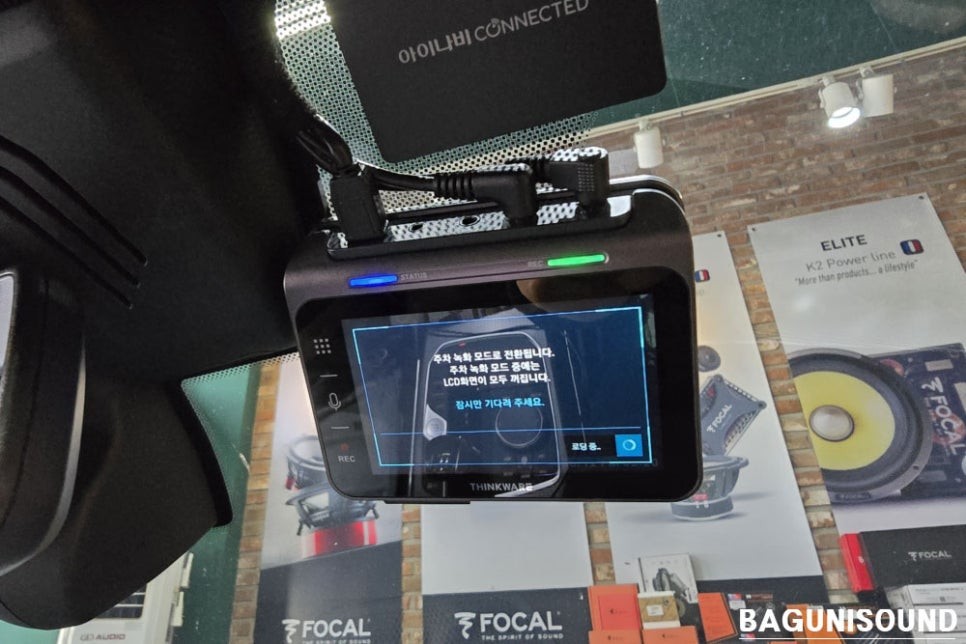 아이나비 CONNECTED
STATUS
REC
ELITE
K2 Power line
"More than products... a lifestyle"
주차 녹화 모드로 전환됩니다.
주차 녹화 모드 중에는
LCD화면이 모두 꺼집니다.
잠시만 기다려 주세요.
로딩 중..
REC
THINKWARE
FOCAL
FOCAL
FOCAL
FOCAL
THE SPIRIT OF SOUND
FOCAL
THE SPIRIT OF SOUND
AUDIO
BAGUNISOUND